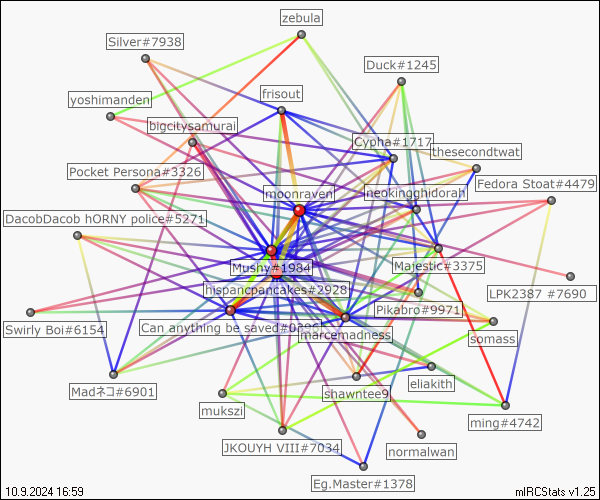 zebula
Silver#7938
Duck#1245
frisout
yoshimanden
bigcitysamurai
Cypha#1717
thesecondtwat
Pocket Persona#3326
Fedora Stoat#4479
moonraven
neokingghidorah
DacobDacob hORNY police#5271
Mushy#1984
Majestic#3375
LPK2387 #7690
hispancpancakes#2928
Pikabro#9971
Swirly Boi#6154
Can anything be saved#0396
marcemadness
somass
Madネコ#6901
eliakith
shawntee9
mukszi
ming#4742
JKOUYH VIII#7034
normalwan
Eg.Master#1378
10.9.2024 16:59
mIRCStats v1.25